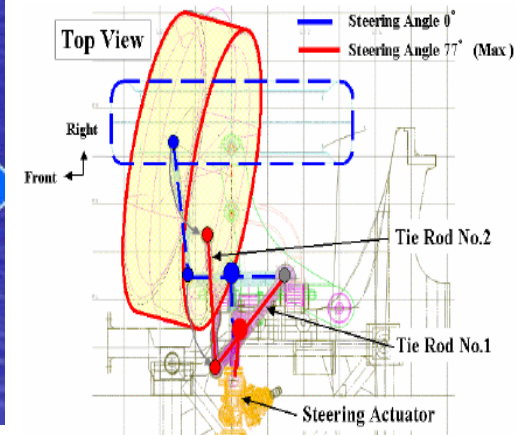 Top View
Steering Angle 0°
Steering Angle 77° (Max)
Right
Front
Tie Rod No.2
Tie Rod No.1
Steering Actuator